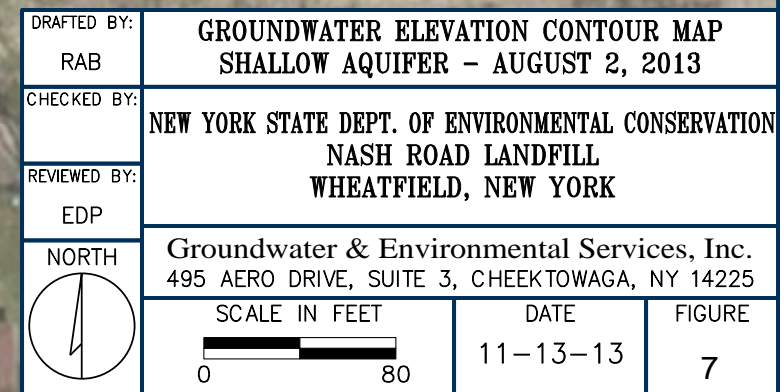 DRAFTED BY:
RAB
GROUNDWATER ELEVATION CONTOUR MAP
SHALLOW AQUIFER - AUGUST 2, 2013
CHECKED BY:
NEW YORK STATE DEPT. OF ENVIRONMENTAL CONSERVATION
NASH ROAD LANDFILL
WHEATFIELD, NEW YORK
REVIEWED BY:
EDP
Groundwater & Environmental Services, Inc.
495 AERO DRIVE, SUITE 3, CHEEKTOWAGA, NY 14225
NORTH
SCALE IN FEET
0 80
DATE
11-13-13
FIGURE
7